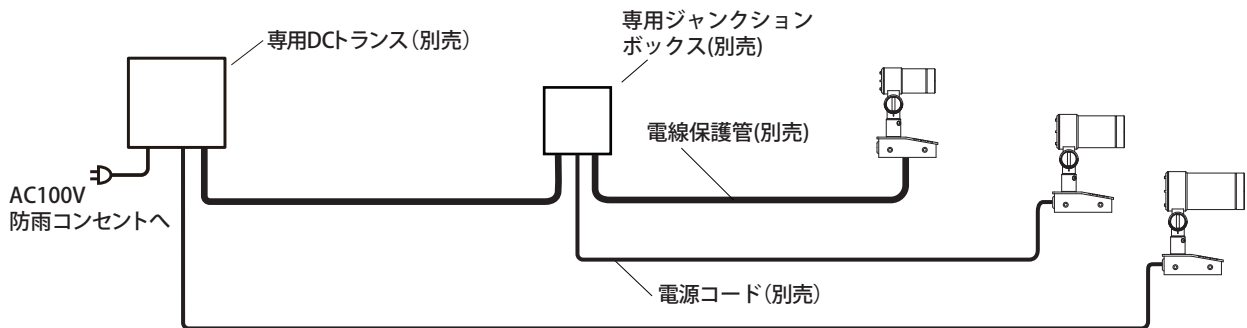 専用DCトランス（別売）
専用ジャンクション
ボックス(別売)
電線保護管(別売)
AC100V
防雨コンセントへ
電源コード（別売）